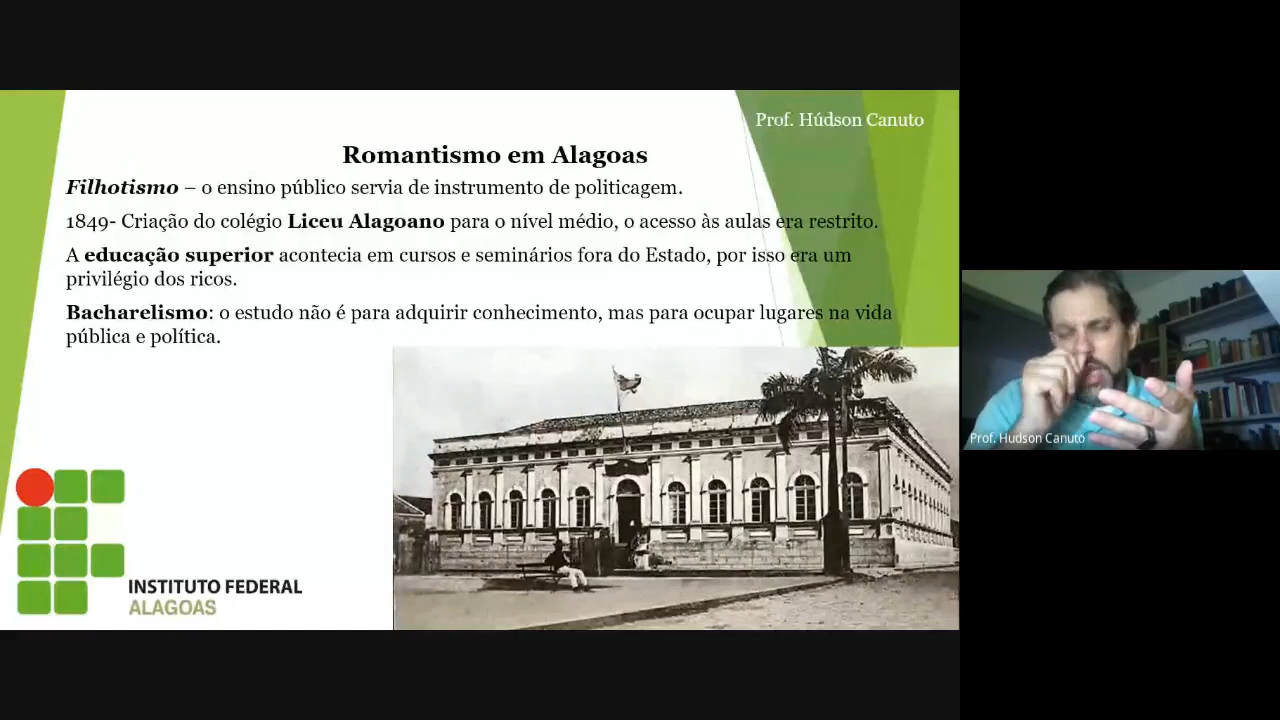 Prof. Húdson Canuto
Romantismo em Alagoas
Filhotismo – o ensino público servia de instrumento de politicagem.
1849- Criação do colégio Liceu Alagoano para o nível médio, o acesso às aulas era restrito.
A educação superior acontecia em cursos e seminários fora do Estado, por isso era um
privilégio dos ricos.
Bacharelismo: o estudo não é para adquirir conhecimento, mas para ocupar lugares na vida
pública e política.
INSTITUTO FEDERAL
ALAGOAS
Prof. Hudson Canuto